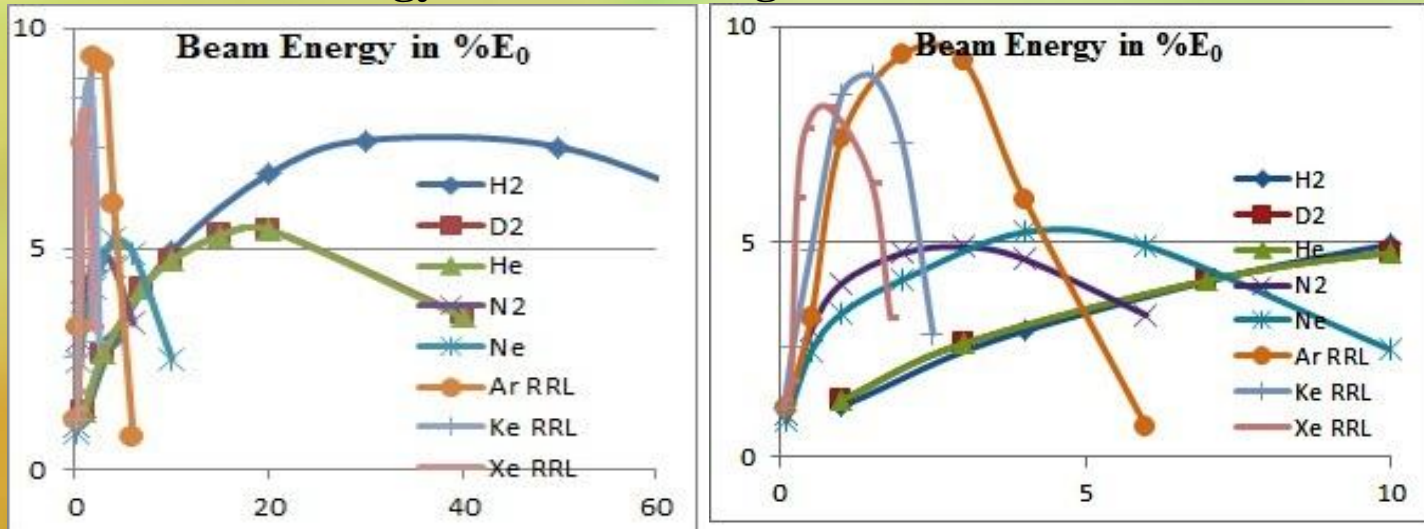 10
Beam Energy in %E0
5
0
0
20
40
60
H2
D2
He
N2
Ne
Ar RRL
Ke RRL
Xe RRL
10
Beam Energy in %E0
5
0
0
5
10
H2
D2
He
N2
Ne
Ar RRL
Ke RRL
Xe RRL